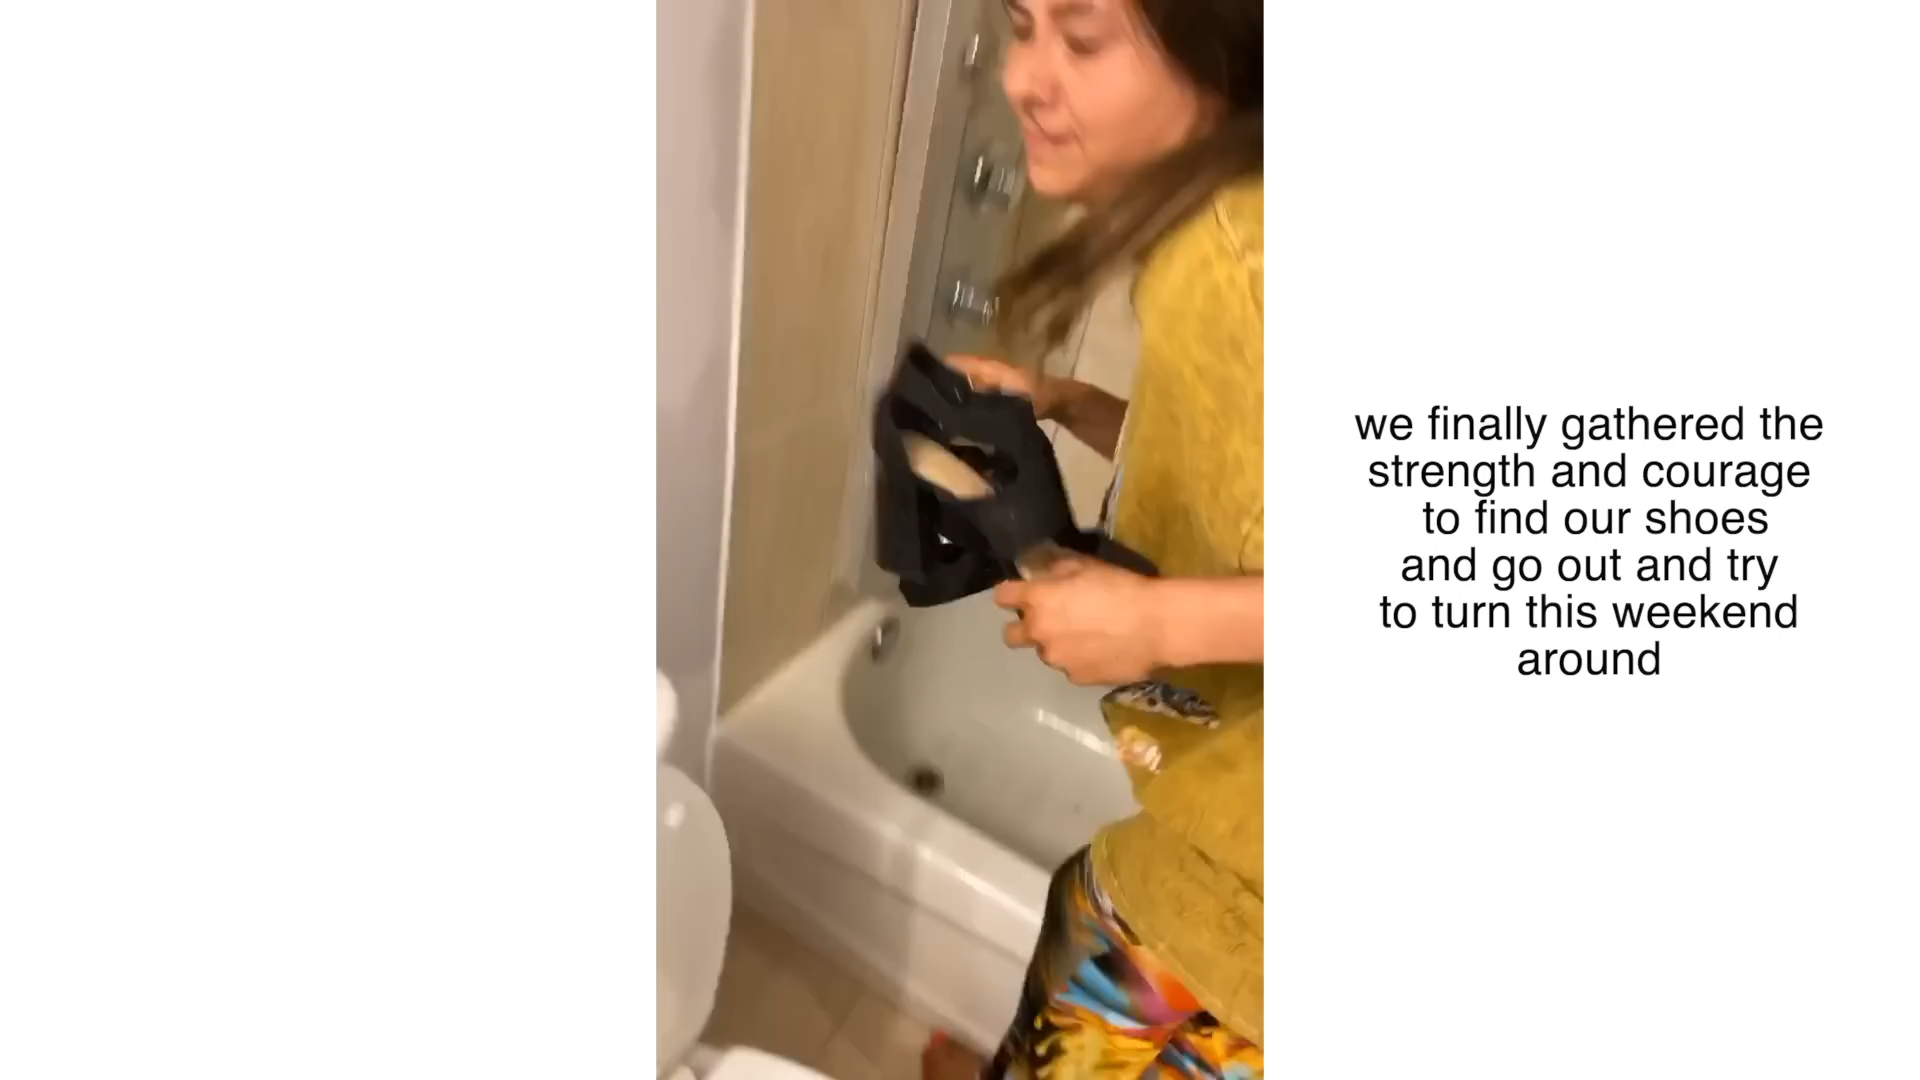 we finally gathered the
strength and courage
to find our shoes
and go out and try
to turn this weekend
around